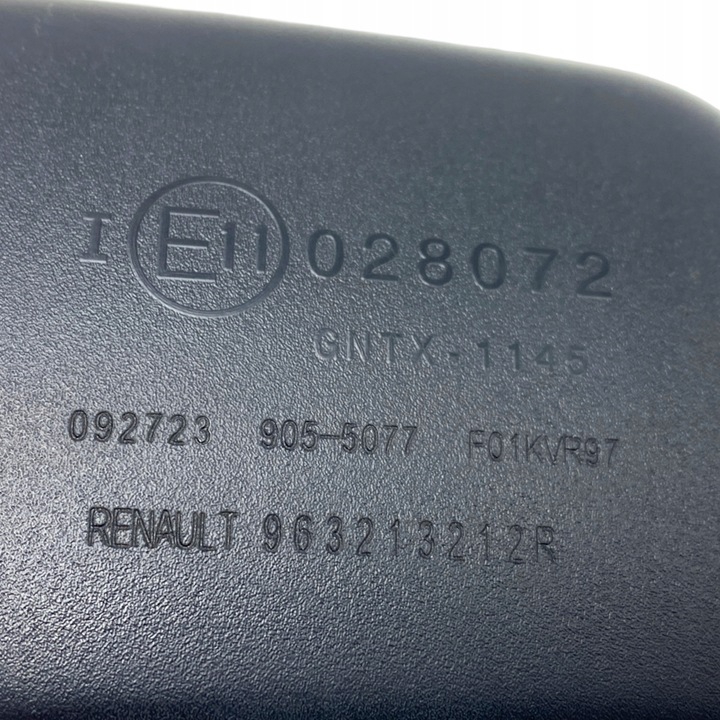 I E11 028072
GNTX-1145
092723 905-5077 F01KVR97
RENAULT 963213212R